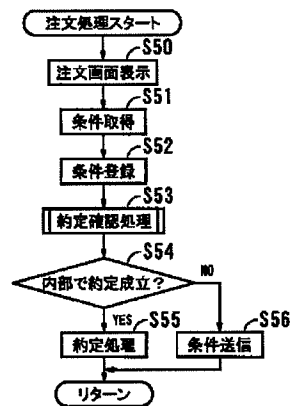 注文処理スタート
S50
注文画面表示
S51
条件取得
S52
条件登録
S53
約定確認処理
S54
内部で約定成立?
NO
YES
S55
S56
約定処理
条件送信
リターン